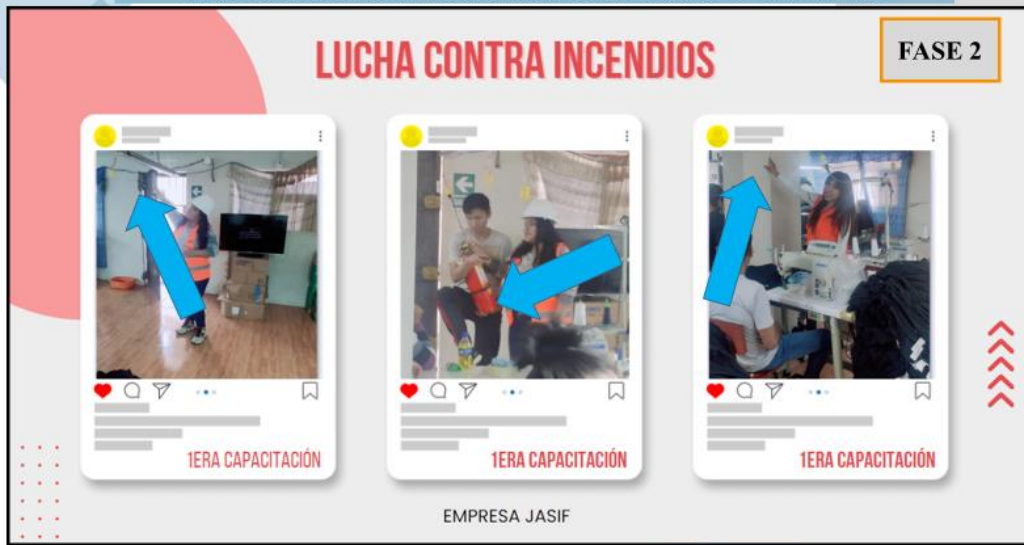 LUCHA CONTRA INCENDIOS
FASE 2
1ERA CAPACITACIÓN
1ERA CAPACITACIÓN
1ERA CAPACITACIÓN
EMPRESA JASIF